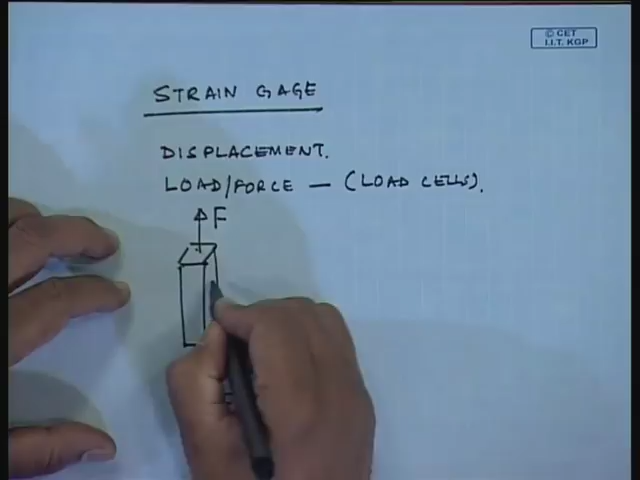 © CET
I.I.T. KGP
STRAIN GAGE
DISPLACEMENT.
LOAD/FORCE — (LOAD CELLS).
F